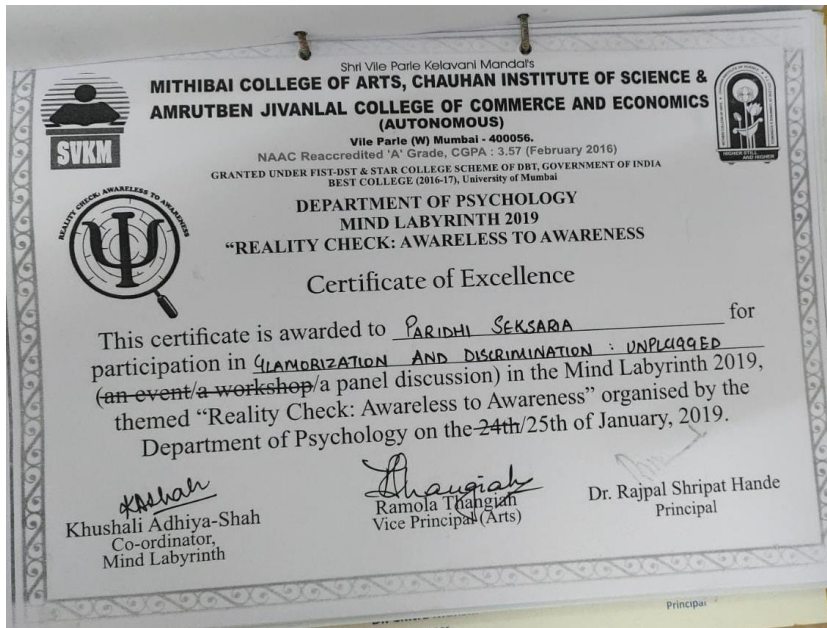 Shri Vile Parle Kelavani Mandal's
MITHIBAI COLLEGE OF ARTS, CHAUHAN INSTITUTE OF SCIENCE &
AMRUTBEN JIVANLAL COLLEGE OF COMMERCE AND ECONOMICS
(AUTONOMOUS)
Vile Parle (W) Mumbai - 400056.
NAAC Reaccredited 'A' Grade, CGPA : 3.57 (February 2016)
GRANTED UNDER FIST-DST & STAR COLLEGE SCHEME OF DBT, GOVERNMENT OF INDIA
BEST COLLEGE (2016-17), University of Mumbai
SVKM
HIGHER STILL
AND HIGHER
REALITY CHECK: AWARELESS TO AWARENESS
DEPARTMENT OF PSYCHOLOGY
MIND LABYRINTH 2019
"REALITY CHECK: AWARELESS TO AWARENESS
Certificate of Excellence
This certificate is awarded to PARIDHI SEKSARIA for
participation in GLAMORIZATION AND DISCRIMINATION : UNPLUGGED
(an event/a workshop/a panel discussion) in the Mind Labyrinth 2019,
themed "Reality Check: Awareless to Awareness" organised by the
Department of Psychology on the 24th/25th of January, 2019.
KAShah
Khushali Adhiya-Shah
Co-ordinator,
Mind Labyrinth
Thangiah
Ramola Thangiah
Vice Principal (Arts)
Dr. Rajpal Shripat Hande
Principal
Principal